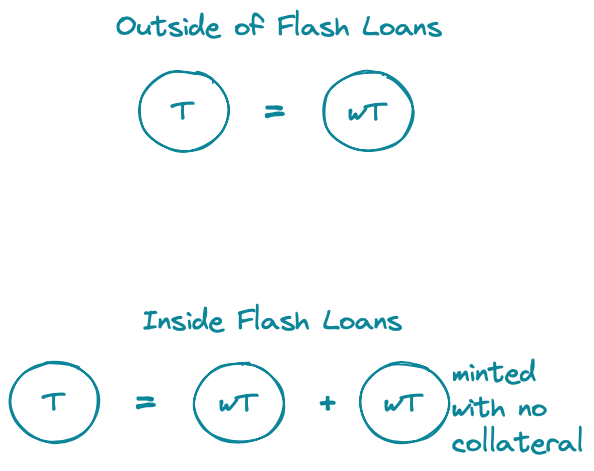 Outside of Flash Loans
T = wT
Inside Flash Loans
T = wT + wT minted
with no
collateral